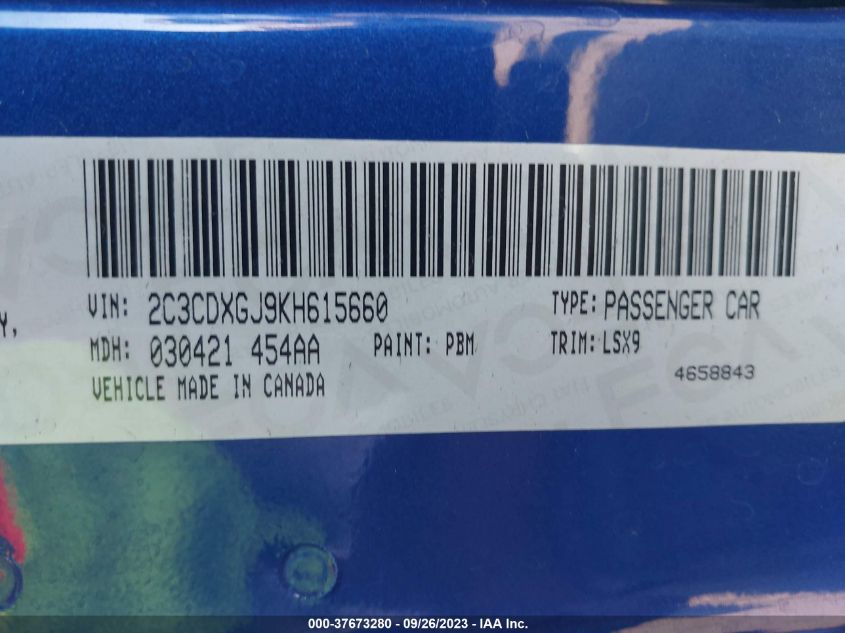 VIN: 2C3CDXGJ9KH615660 TYPE: PASSENGER CAR
Y,
MDH: 030421 454AA PAINT: PBM TRIM: LSX9
VEHICLE MADE IN CANADA 4658843
000-37673280 - 09/26/2023 - IAA Inc.